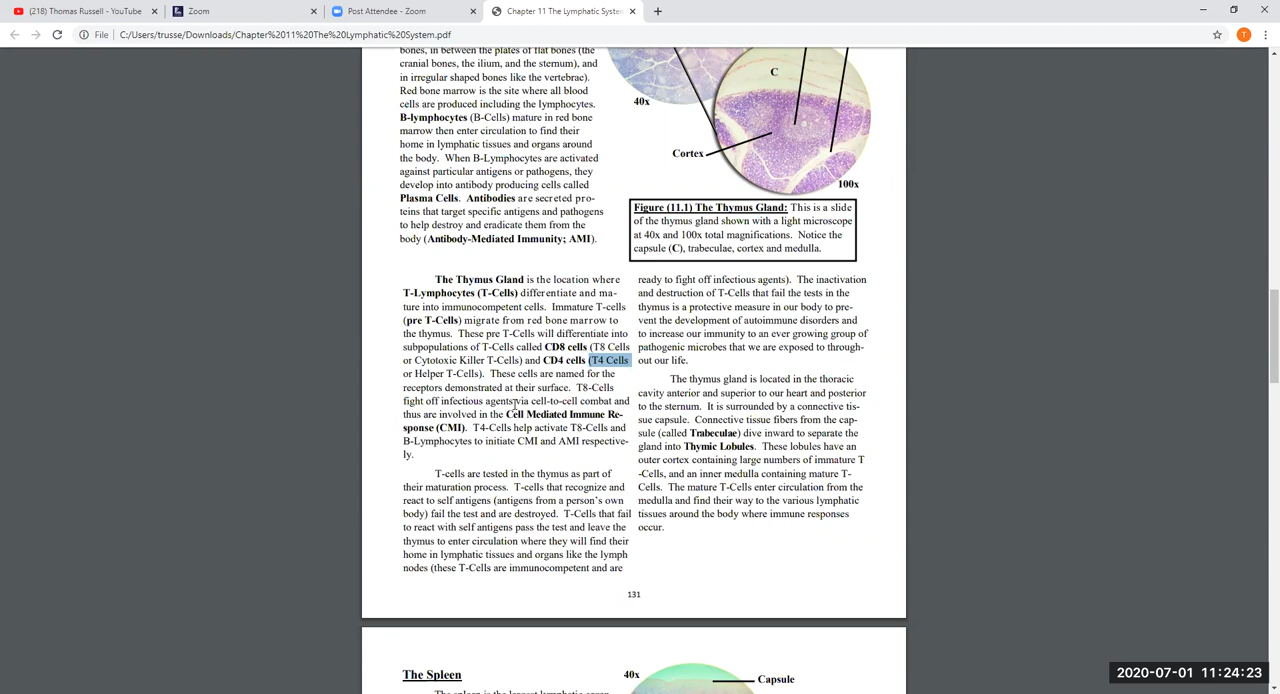 (218) Thomas Russell - YouTube
Zoom
Post Attendee - Zoom
Chapter 11 The Lymphatic Syste
File
C:/Users/trusse/Downloads/Chapter%2011%20The%20Lymphatic%20System.pdf
T
bones, in between the plates of flat bones (the
cranial bones, the ilium, and the sternum), and
in irregular shaped bones like the vertebrae).
Red bone marrow is the site where all blood
cells are produced including the lymphocytes.
B-lymphocytes (B-Cells) mature in red bone
marrow then enter circulation to find their
home in lymphatic tissues and organs around
the body. When B-Lymphocytes are activated
against particular antigens or pathogens, they
develop into antibody producing cells called
Plasma Cells. Antibodies are secreted pro-
teins that target specific antigens and pathogens
to help destroy and eradicate them from the
body (Antibody-Mediated Immunity; AMI).
C
40x
Cortex
100x
Figure (11.1) The Thymus Gland: This is a slide
of the thymus gland shown with a light microscope
at 40x and 100x total magnifications. Notice the
capsule (C), trabeculae, cortex and medulla.
The Thymus Gland is the location where
T-Lymphocytes (T-Cells) differentiate and ma-
ture into immunocompetent cells. Immature T-cells
(pre T-Cells) migrate from red bone marrow to
the thymus. These pre T-Cells will differentiate into
subpopulations of T-Cells called CD8 cells (T8 Cells
or Cytotoxic Killer T-Cells) and CD4 cells (T4 Cells
or Helper T-Cells). These cells are named for the
receptors demonstrated at their surface. T8-Cells
fight off infectious agents via cell-to-cell combat and
thus are involved in the Cell Mediated Immune Re-
sponse (CMI). T4-Cells help activate T8-Cells and
B-Lymphocytes to initiate CMI and AMI respective-
ly.
T-cells are tested in the thymus as part of
their maturation process. T-cells that recognize and
react to self antigens (antigens from a person's own
body) fail the test and are destroyed. T-Cells that fail
to react with self antigens pass the test and leave the
thymus to enter circulation where they will find their
home in lymphatic tissues and organs like the lymph
nodes (these T-Cells are immunocompetent and are
ready to fight off infectious agents). The inactivation
and destruction of T-Cells that fail the tests in the
thymus is a protective measure in our body to pre-
vent the development of autoimmune disorders and
to increase our immunity to an ever growing group of
pathogenic microbes that we are exposed to through-
out our life.
The thymus gland is located in the thoracic
cavity anterior and superior to our heart and posterior
to the sternum. It is surrounded by a connective tis-
sue capsule. Connective tissue fibers from the cap-
sule (called Trabeculae) dive inward to separate the
gland into Thymic Lobules. These lobules have an
outer cortex containing large numbers of immature T
-Cells, and an inner medulla containing mature T-
Cells. The mature T-Cells enter circulation from the
medulla and find their way to the various lymphatic
tissues around the body where immune responses
occur.
131
The Spleen
40x
Capsule
2020-07-01 11:24:23